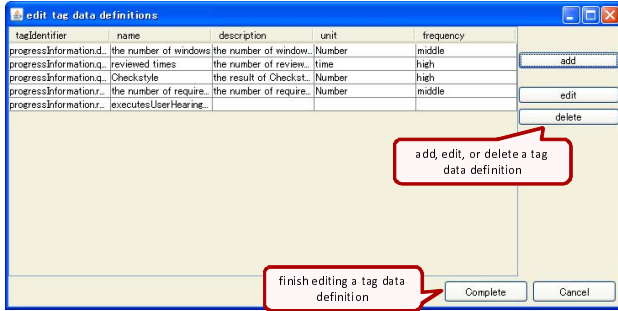 edit tag data definitions
tagIdentifier name description unit frequency
progressInformation.d... the number of windows the number of window... Number middle
progressInformation.q... reviewed times the number of review... time high
progressInformation.q... Checkstyle the result of Checkst... Number high
progressInformation.r... the number of require... the number of require... Number middle
progressInformation.r... executesUserHearing...
add
edit
delete
add, edit, or delete a tag
data definition
finish editing a tag data
definition
Complete Cancel